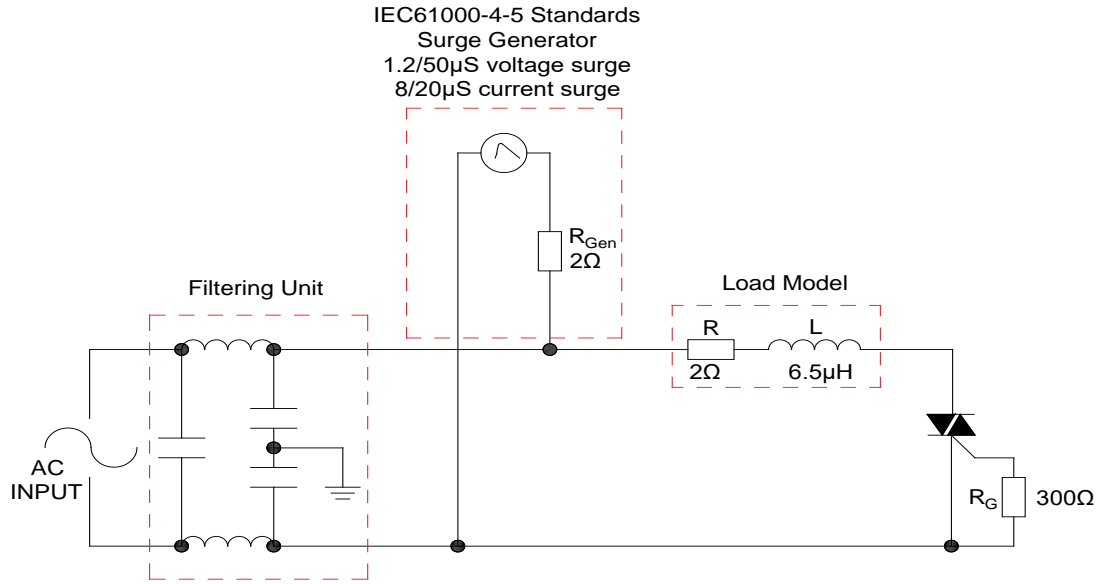 IEC61000-4-5 Standards
Surge Generator
1.2/50µS voltage surge
8/20µS current surge
RGen
2Ω
Filtering Unit
Load Model
R
L
2Ω
6.5µH
AC
INPUT
RG
300Ω